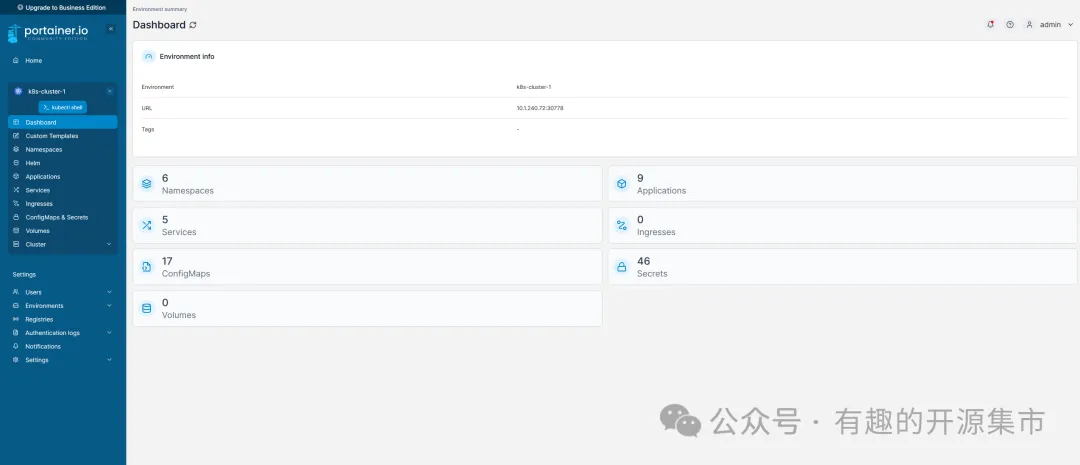 Upgrade to Business Edition
portainer.io
COMMUNITY EDITION
Home
k8s-cluster-1
kubectl shell
Dashboard
Custom Templates
Namespaces
Helm
Applications
Services
Ingresses
ConfigMaps & Secrets
Volumes
Cluster
Settings
Users
Environments
Registries
Authentication logs
Notifications
Settings
Environment summary
Dashboard
admin
Environment info
Environment k8s-cluster-1
URL 10.1.240.72:30778
Tags -
6
Namespaces
9
Applications
5
Services
0
Ingresses
17
ConfigMaps
46
Secrets
0
Volumes
公众号 · 有趣的开源集市